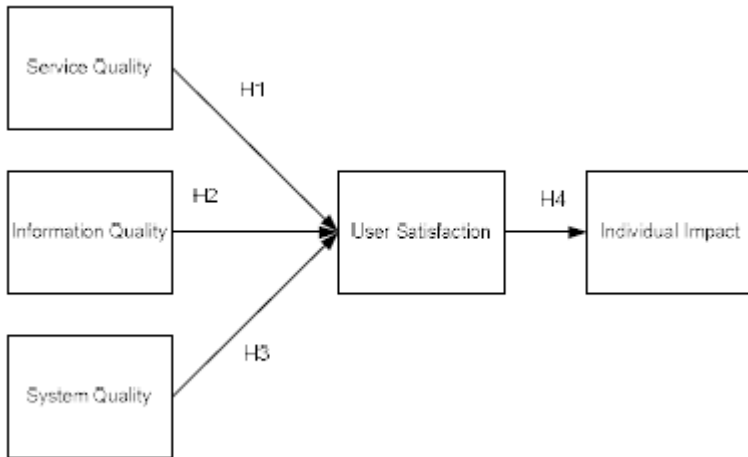 Service Quality
H1
Information Quality
H2
User Satisfaction
H4
Individual Impact
H3
System Quality